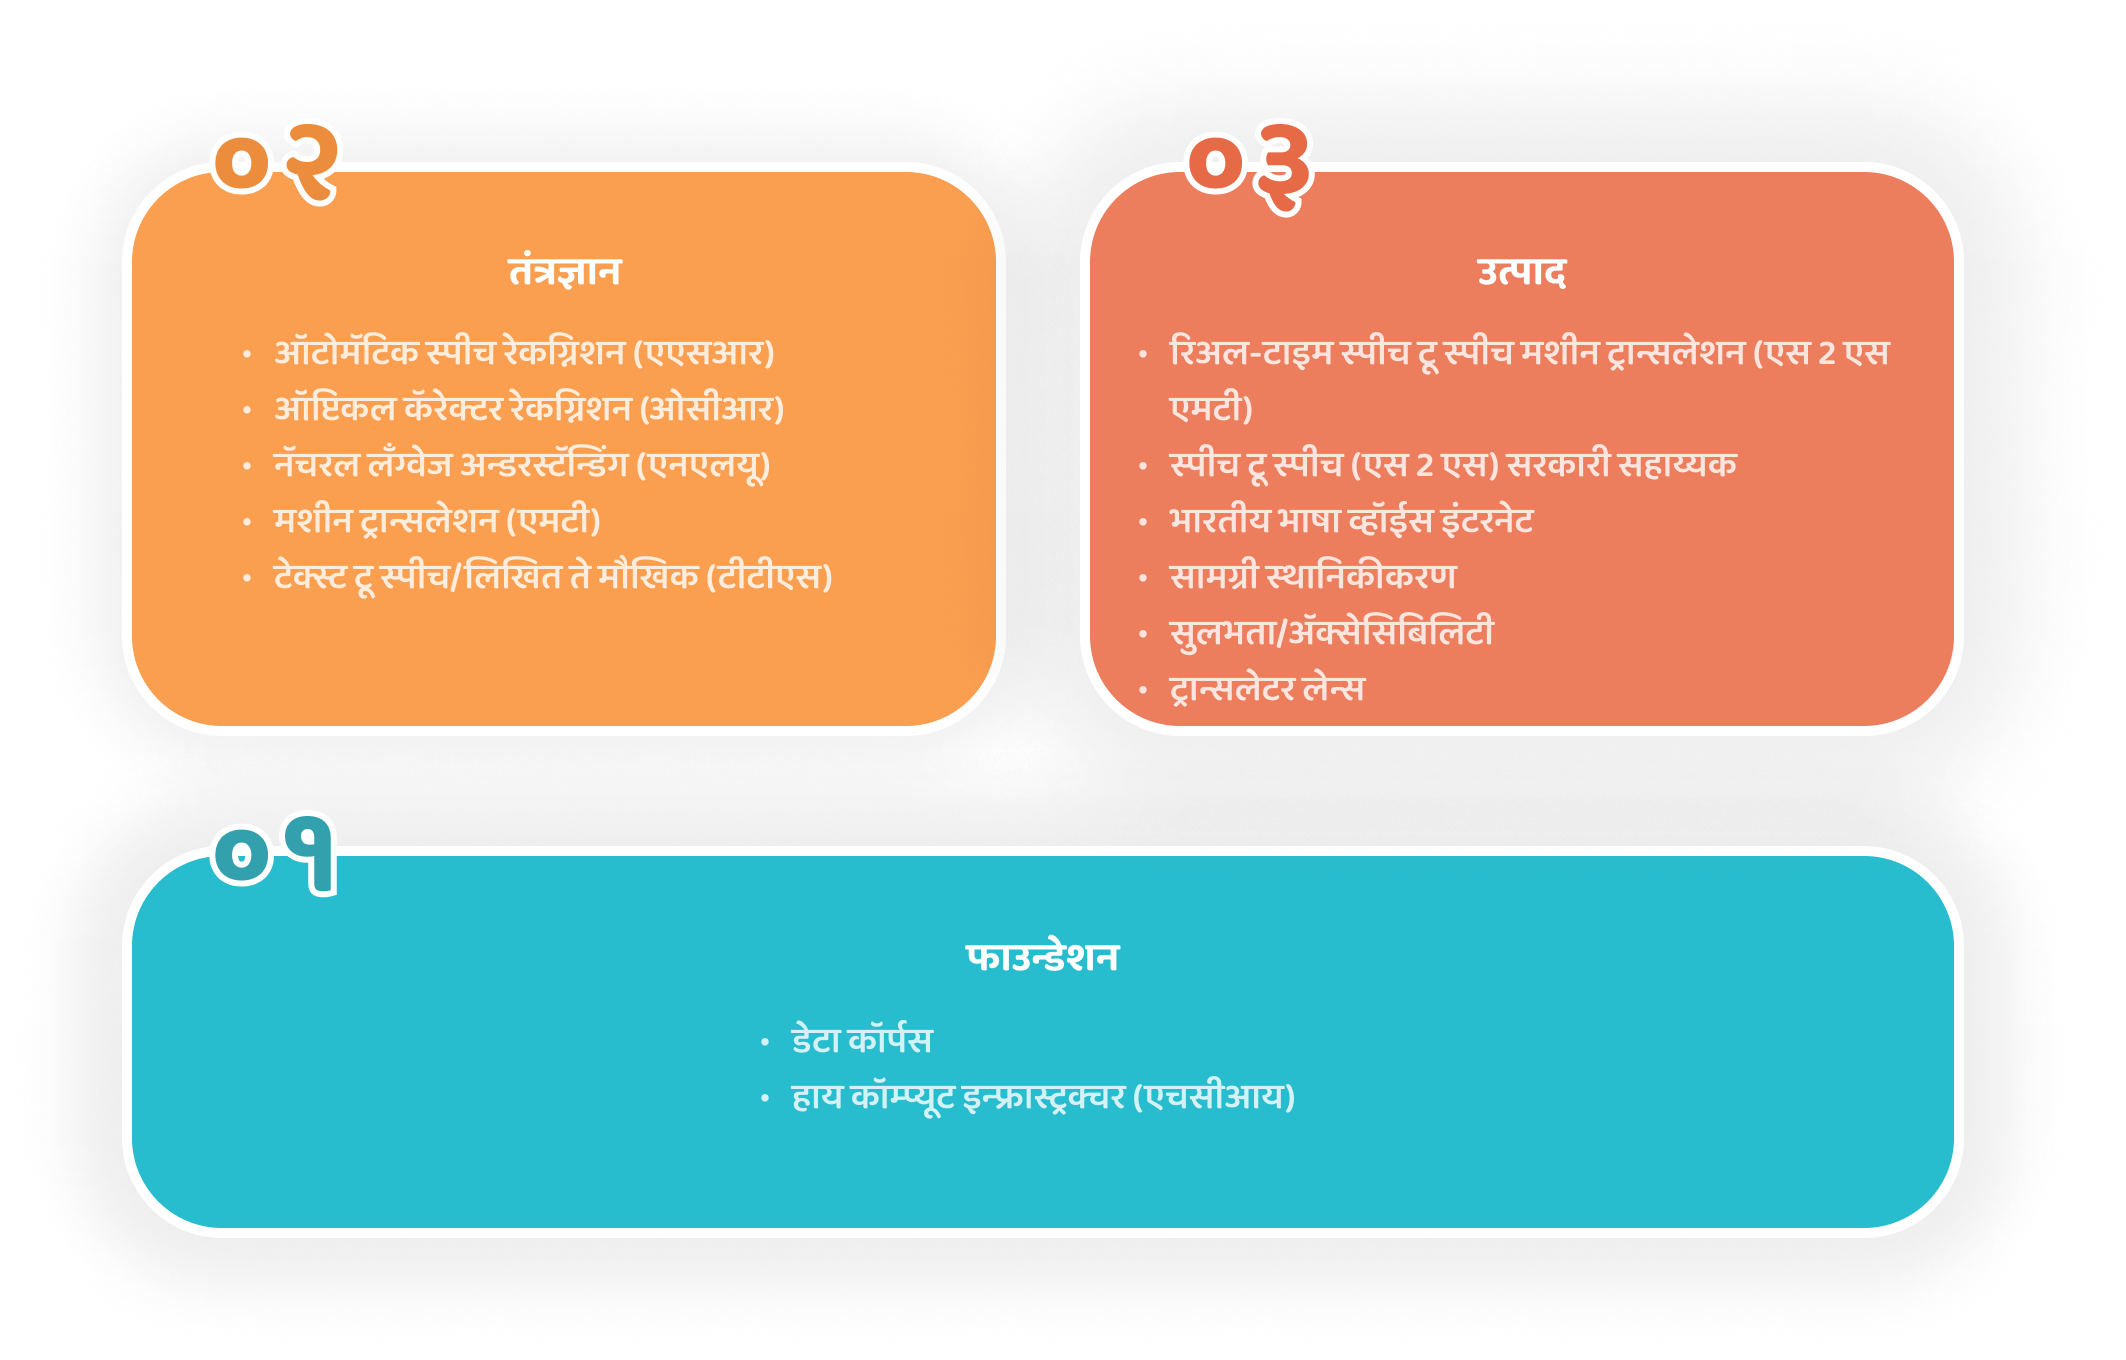 ०२
तंत्रज्ञान
• ऑटोमॅटिक स्पीच रेकग्निशन (एएसआर)
• ऑप्टिकल कॅरेक्टर रेकग्निशन (ओसीआर)
• नॅचरल लँग्वेज अन्डरस्टॅन्डिंग (एनएलयू)
• मशीन ट्रान्सलेशन (एमटी)
• टेक्स्ट टू स्पीच/लिखित ते मौखिक (टीटीएस)
०३
उत्पाद
• रिअल-टाइम स्पीच टू स्पीच मशीन ट्रान्सलेशन (एस 2 एस
एमटी)
• स्पीच टू स्पीच (एस 2 एस) सरकारी सहाय्यक
• भारतीय भाषा व्हॉईस इंटरनेट
• सामग्री स्थानिकीकरण
• सुलभता/ॲक्सेसिबिलिटी
• ट्रान्सलेटर लेन्स
०१
फाउन्डेशन
• डेटा कॉर्पस
• हाय कॉम्प्यूट इन्फ्रास्ट्रक्चर (एचसीआय)